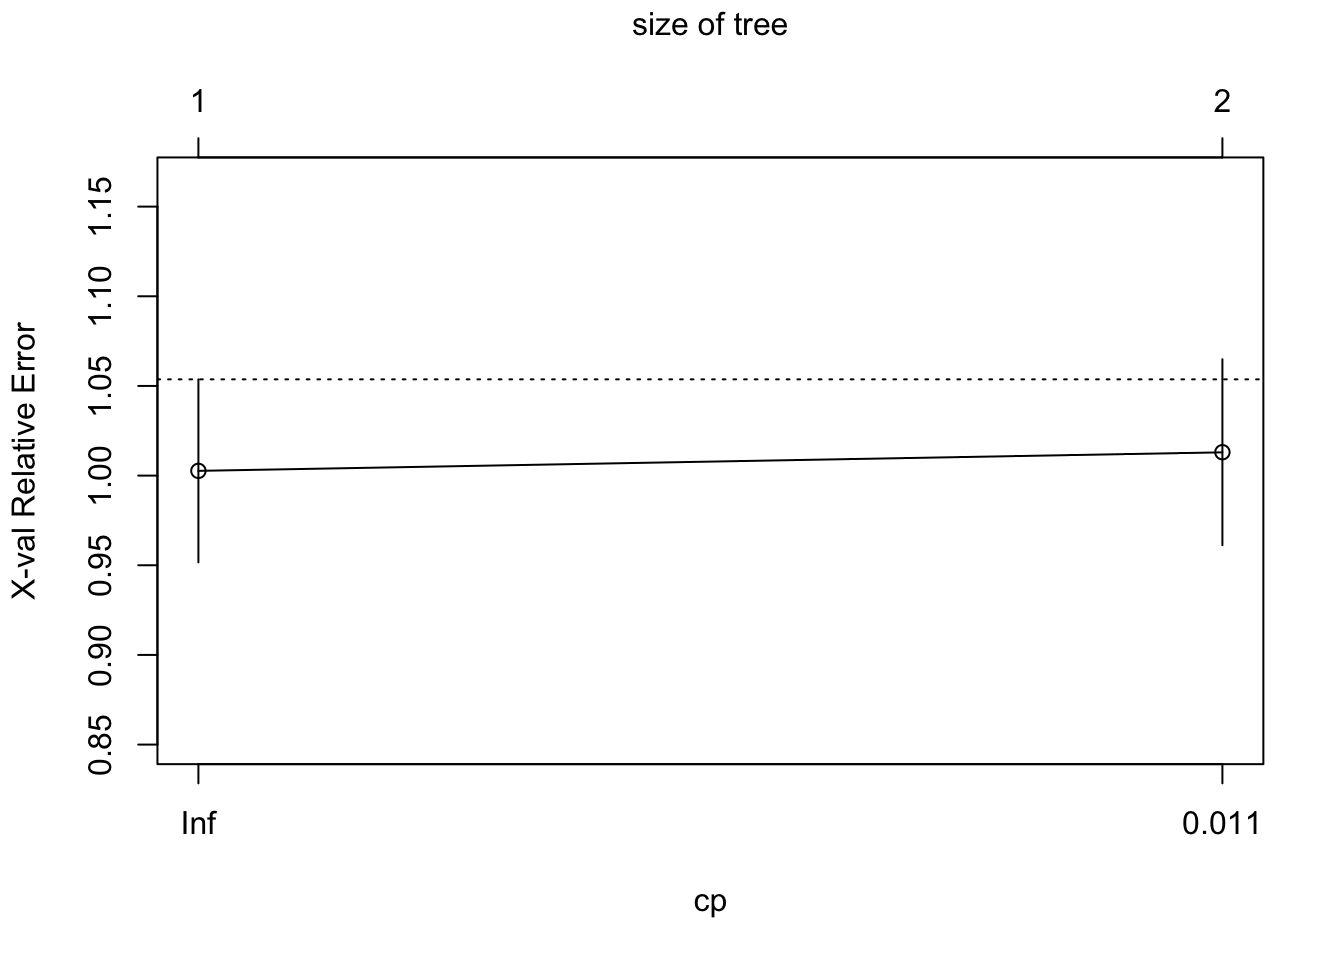 size of tree
1 2
X-val Relative Error
1.15
1.10
1.05
1.00
0.95
0.90
0.85
Inf 0.011
cp